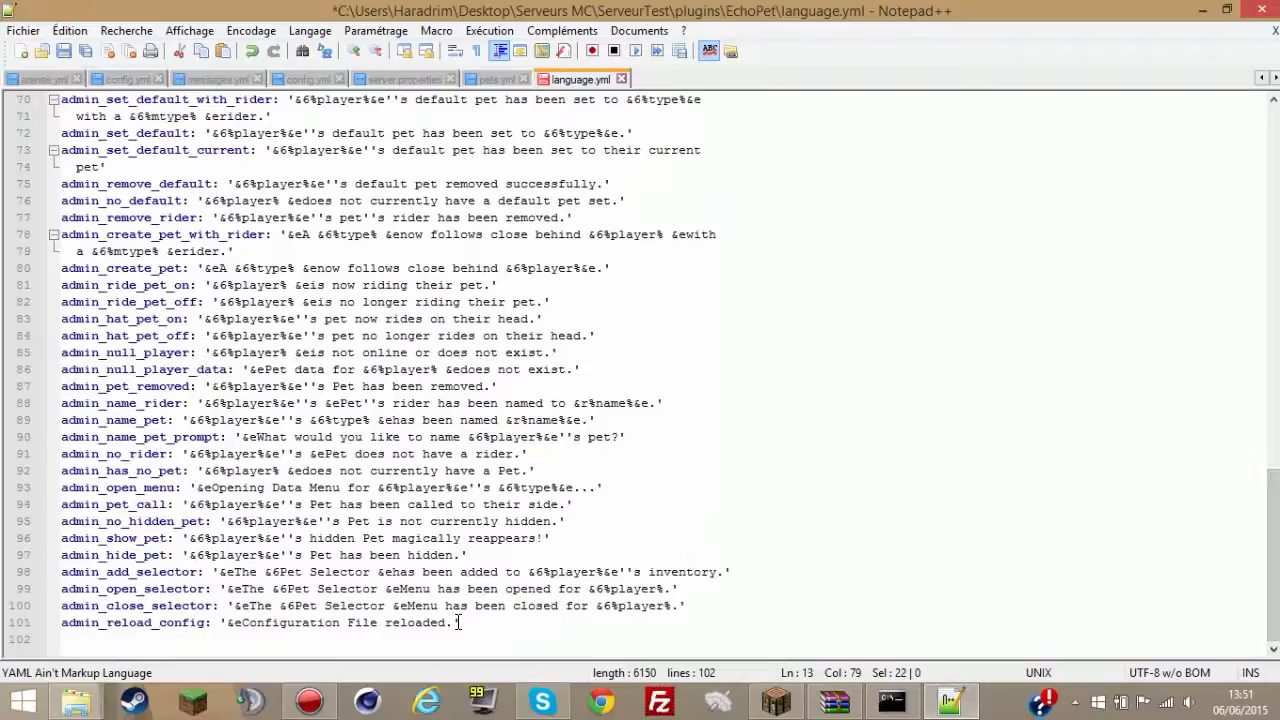 *C:\Users\Haradrim\Desktop\Serveurs MC\ServeurTest\plugins\EchoPet\language.yml - Notepad++
Fichier Édition Recherche Affichage Encodage Langage Paramétrage Macro Exécution Compléments Documents ? X
arenas.yml config.yml messages.yml config.yml server.properties pets.yml language.yml
70 admin_set_default_with_rider: '&6%player%&e''s default pet has been set to &6%type%&e
71 with a &6%mtype% &erider.'
72 admin_set_default: '&6%player%&e''s default pet has been set to &6%type%&e.'
73 admin_set_default_current: '&6%player%&e''s default pet has been set to their current
74 pet'
75 admin_remove_default: '&6%player%&e''s default pet removed successfully.'
76 admin_no_default: '&6%player% &edoes not currently have a default pet set.'
77 admin_remove_rider: '&6%player%&e''s pet''s rider has been removed.'
78 admin_create_pet_with_rider: '&eA &6%type% &enow follows close behind &6%player% &ewith
79 a &6%mtype% &erider.'
80 admin_create_pet: '&eA &6%type% &enow follows close behind &6%player%&e.'
81 admin_ride_pet_on: '&6%player% &eis now riding their pet.'
82 admin_ride_pet_off: '&6%player% &eis no longer riding their pet.'
83 admin_hat_pet_on: '&6%player%&e''s pet now rides on their head.'
84 admin_hat_pet_off: '&6%player%&e''s pet no longer rides on their head.'
85 admin_null_player: '&6%player% &eis not online or does not exist.'
86 admin_null_player_data: '&ePet data for &6%player% &edoes not exist.'
87 admin_pet_removed: '&6%player%&e''s Pet has been removed.'
88 admin_name_rider: '&6%player%&e''s &ePet''s rider has been named to &r%name%&e.'
89 admin_name_pet: '&6%player%&e''s &6%type% &ehas been named &r%name%&e.'
90 admin_name_pet_prompt: '&eWhat would you like to name &6%player%&e''s pet?'
91 admin_no_rider: '&6%player%&e''s &ePet does not have a rider.'
92 admin_has_no_pet: '&6%player% &edoes not currently have a Pet.'
93 admin_open_menu: '&eOpening Data Menu for &6%player%&e''s &6%type%&e...'
94 admin_pet_call: '&6%player%&e''s Pet has been called to their side.'
95 admin_no_hidden_pet: '&6%player%&e''s Pet is not currently hidden.'
96 admin_show_pet: '&6%player%&e''s hidden Pet magically reappears!'
97 admin_hide_pet: '&6%player%&e''s Pet has been hidden.'
98 admin_add_selector: '&eThe &6Pet Selector &ehas been added to &6%player%&e''s inventory.'
99 admin_open_selector: '&eThe &6Pet Selector &eMenu has been opened for &6%player%.'
100 admin_close_selector: '&eThe &6Pet Selector &eMenu has been closed for &6%player%.'
101 admin_reload_config: '&eConfiguration File reloaded.'
102
YAML Ain't Markup Language length : 6150 lines : 102 Ln : 13 Col : 79 Sel : 22 | 0 UNIX UTF-8 w/o BOM INS
99 13:51
06/06/2015